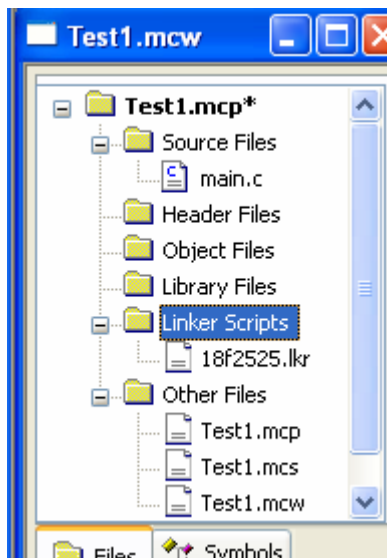 Test1.mcw
Test1.mcp*
Source Files
main.c
Header Files
Object Files
Library Files
Linker Scripts
18f2525.lkr
Other Files
Test1.mcp
Test1.mcs
Test1.mcw
Files Symbols